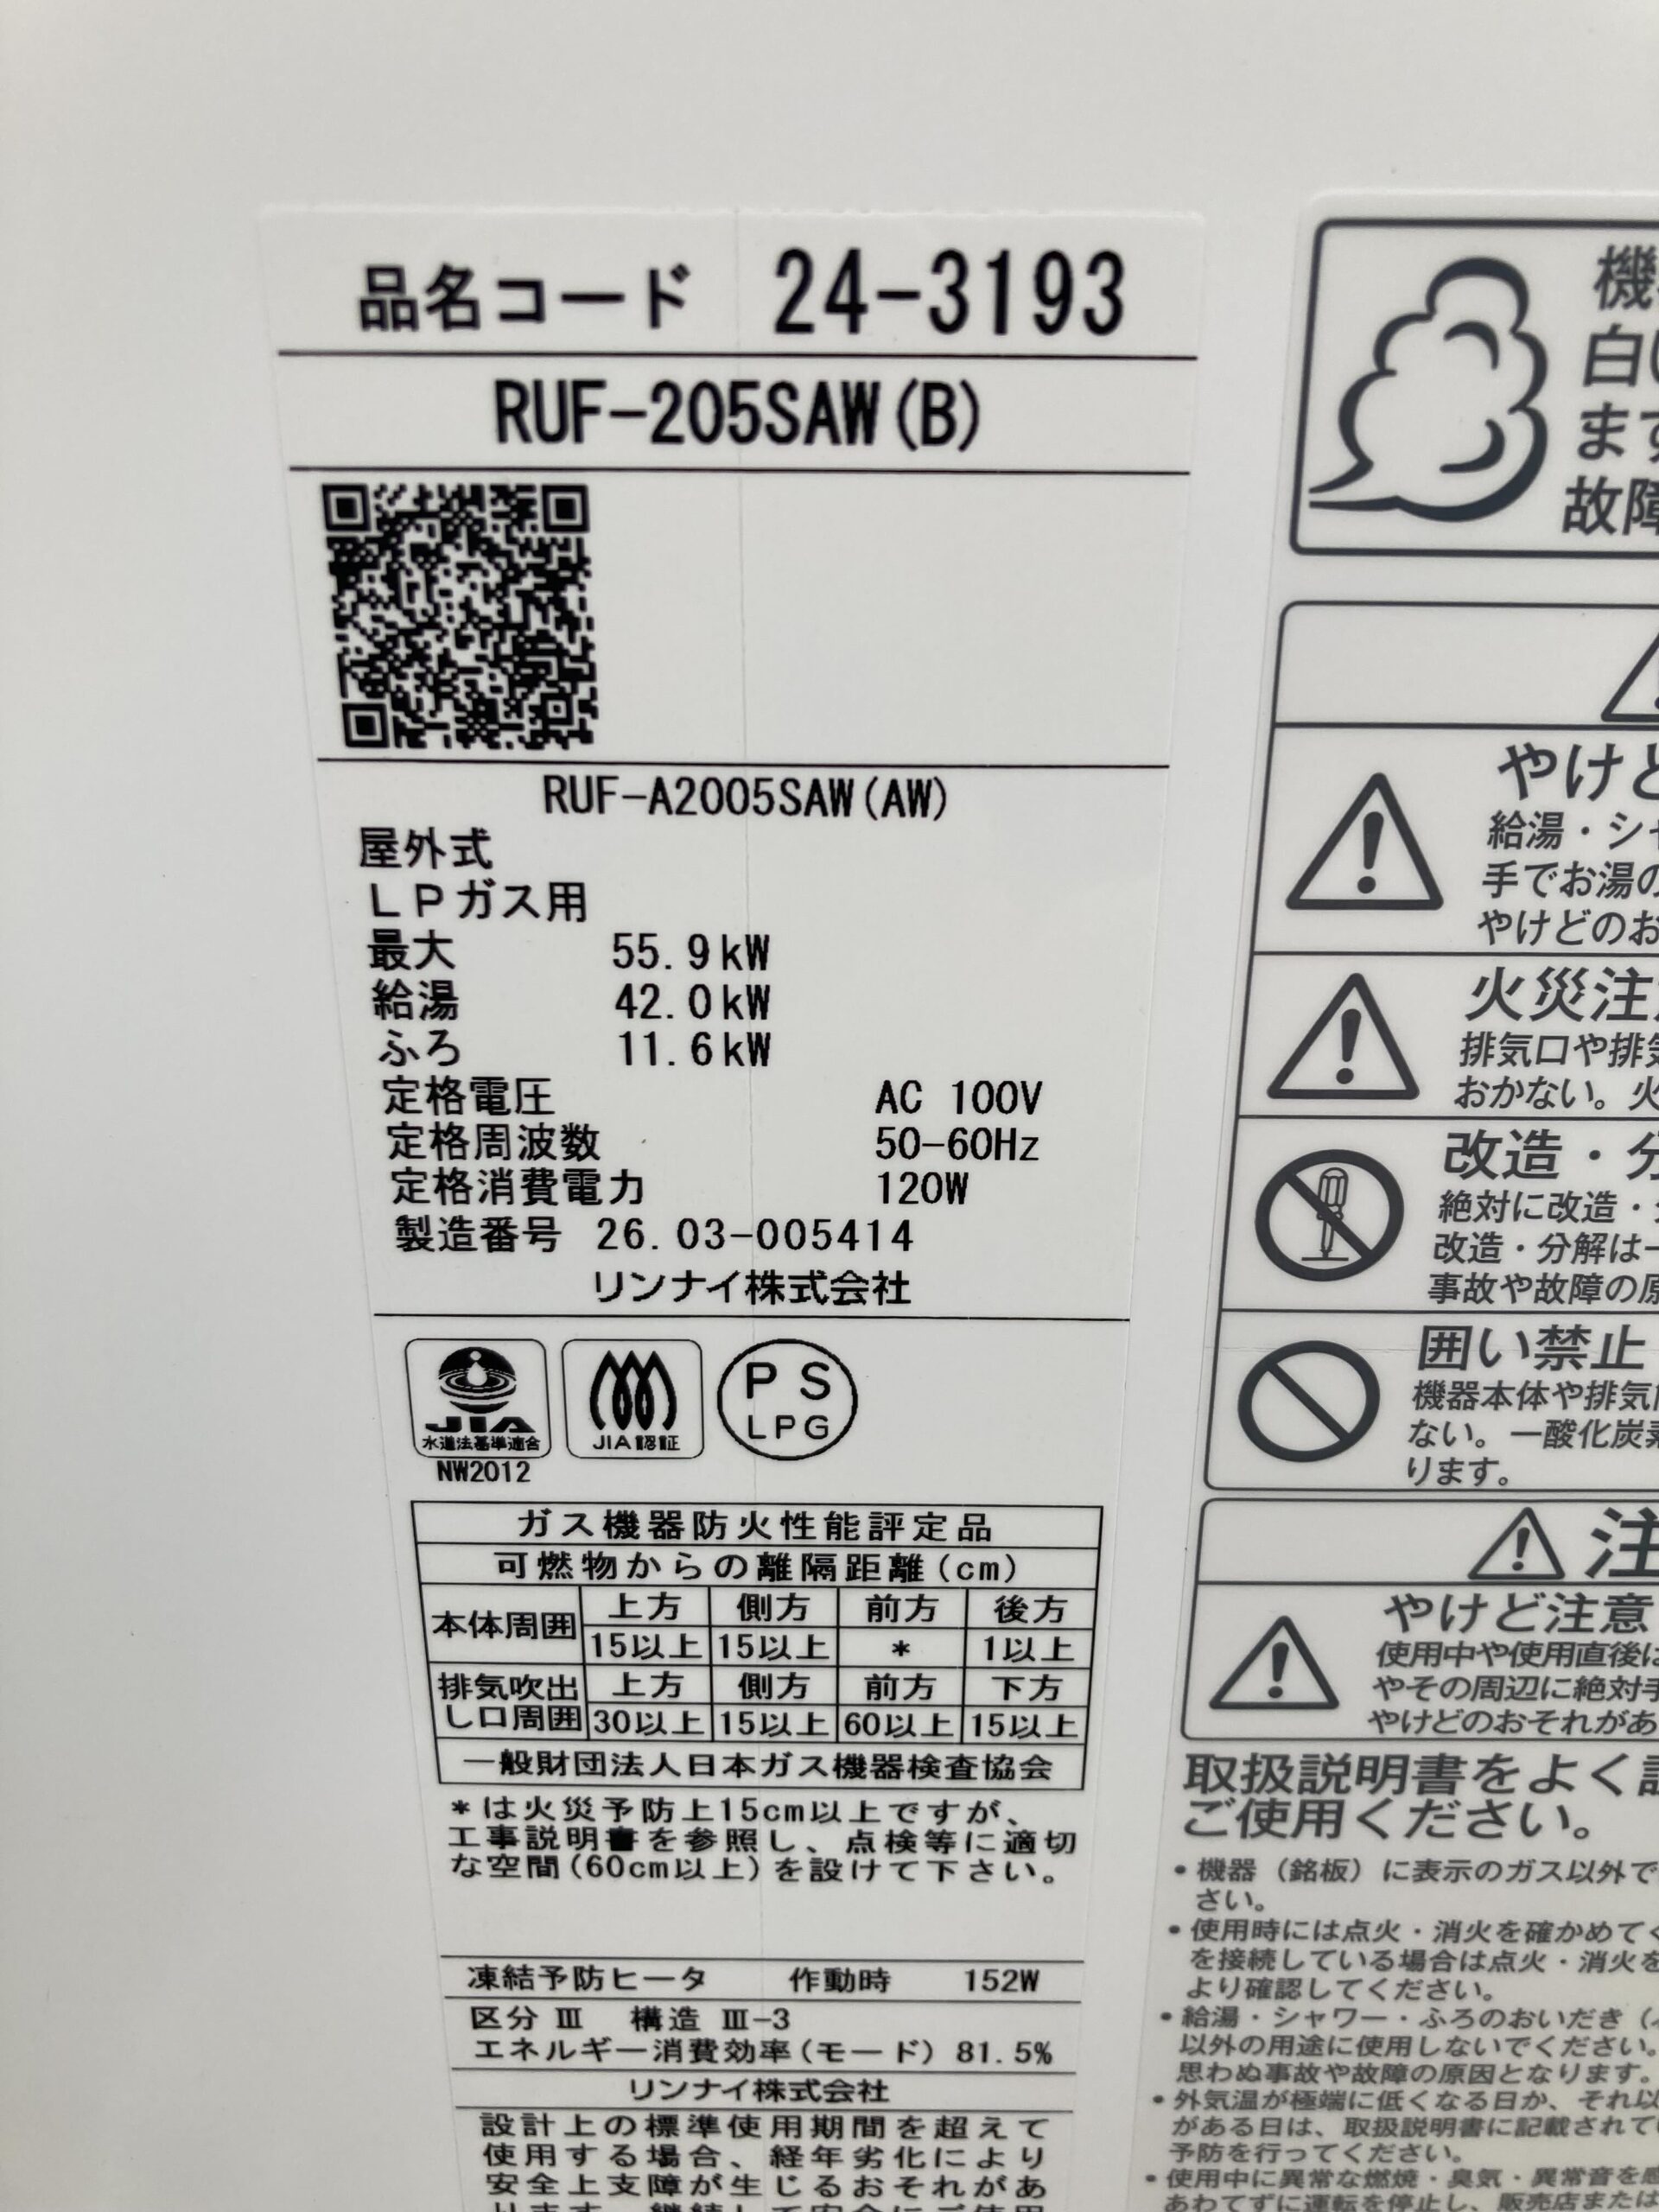 品名コード 24-3193
RUF-205SAW(B)
RUF-A2005SAW(AW)
屋外式
LPガス用
最大 55.9kW
給湯 42.0kW
ふろ 11.6kW
定格電圧 AC 100V
定格周波数 50-60Hz
定格消費電力 120W
製造番号 26.03-005414
リンナイ株式会社
JIA
水道法基準適合
NW2012
JIA認証
PS
LPG
ガス機器防火性能評定品
可燃物からの離隔距離(cm)
本体周囲 上方 側方 前方 後方
15以上 15以上 * 1以上
排気吹出 上方 側方 前方 下方
し口周囲 30以上 15以上 60以上 15以上
一般財団法人日本ガス機器検査協会
*は火災予防上15cm以上ですが、
工事説明書を参照し、点検等に適切
な空間(60cm以上)を設けて下さい。
凍結予防ヒータ 作動時 152W
区分 Ⅲ 構造 Ⅲ-3
エネルギー消費効率(モード) 81.5%
リンナイ株式会社
設計上の標準使用期間を超えて
使用する場合、経年劣化により
安全上支障が生じるおそれがあ
機
白い
ます
故障
やけど
給湯・シャ
手でお湯の
やけどのお
火災注
排気口や排
おかない。火
改造・分
絶対に改造・
改造・分解は
事故や故障の原
囲い禁止
機器本体や排気
ない。一酸化炭素
ります。
注
やけど注意
使用中や使用直後は
やその周辺に絶対手
やけどのおそれがあ
取扱説明書をよく
ご使用ください。
・機器（銘板）に表示のガス以外で
さい。
・使用時には点火・消火を確かめてく
を接続している場合は点火・消火を
より確認してください。
・給湯・シャワー・ふろのおいだき（
以外の用途に使用しないでください。
思わぬ事故や故障の原因となります。
・外気温が極端に低くなる日か、それ以
がある日は、取扱説明書に記載されて
予防を行ってください。
・使用中に異常な燃焼・臭気・異常音を感
あわてずに運転を停止し、販売店または